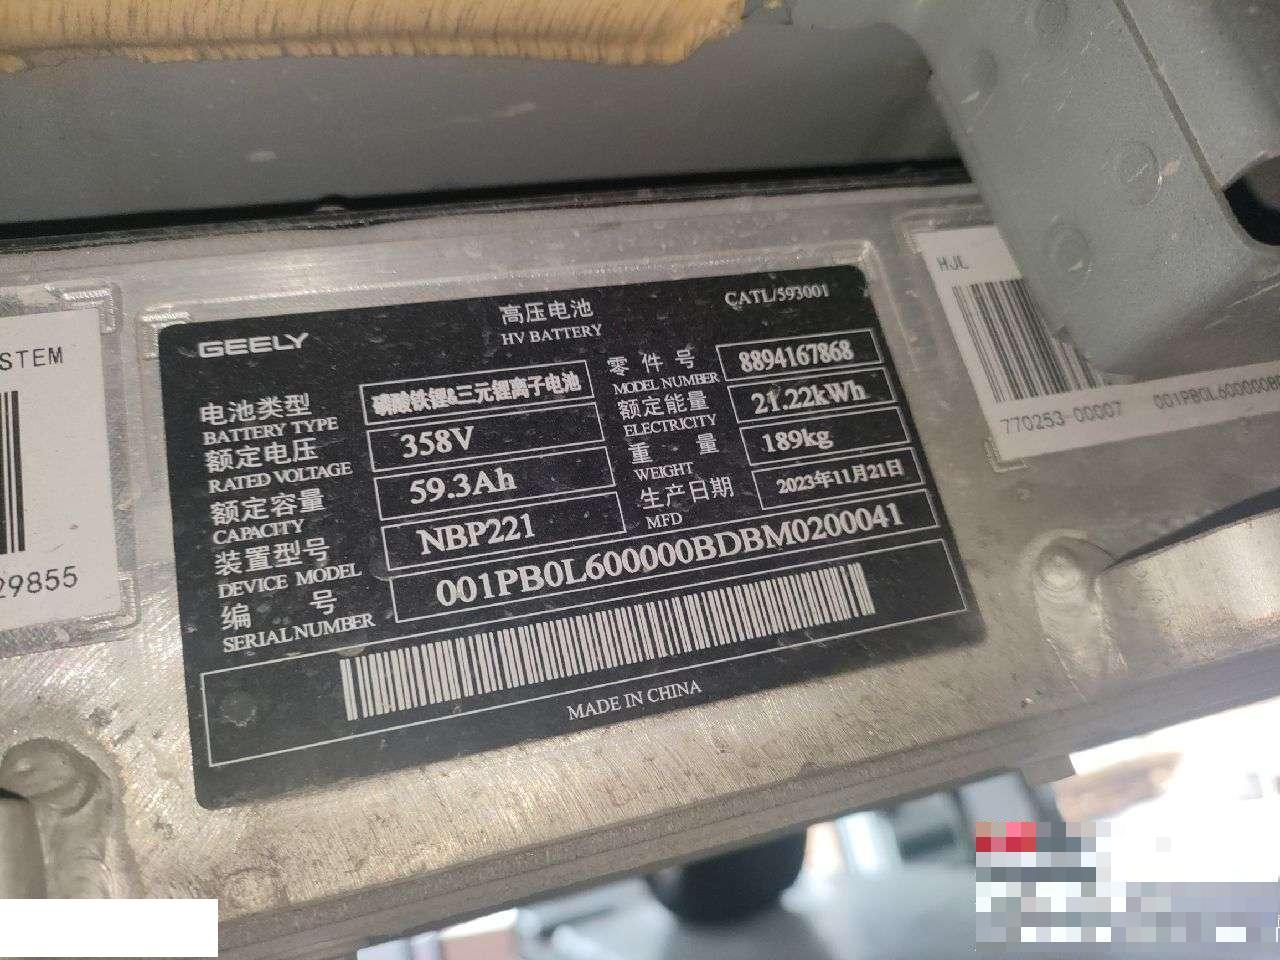 GEELY
高压电池
HV BATTERY
CATL/593001
电池类型
BATTERY TYPE
磷酸铁锂&三元锂离子电池
零件号
MODEL NUMBER
8894167868
额定电压
RATED VOLTAGE
358V
额定能量
ELECTRICITY
21.22kWh
额定容量
CAPACITY
59.3Ah
重量
WEIGHT
189kg
装置型号
DEVICE MODEL
NBP221
生产日期
MFD
2023年11月21日
编号
SERIAL NUMBER
001PB0L600000BDBM0200041
MADE IN CHINA
STEM
29855
HJL
770253-00007
001PB0L600000B